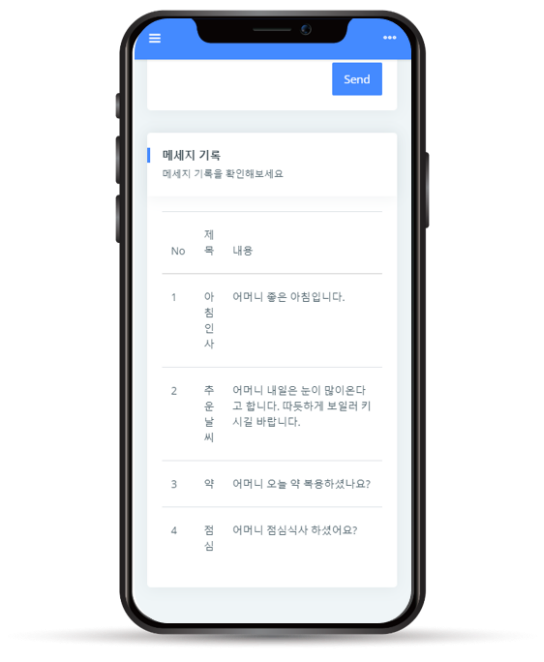 Send
메세지 기록
메세지 기록을 확인해보세요
No
제
목
내용
1
아
침
인
사
어머니 좋은 아침입니다.
2
추
운
날
씨
어머니 내일은 눈이 많이온다
고 합니다. 따듯하게 보일러 키
시길 바랍니다.
3
약
어머니 오늘 약 복용하셨나요?
4
점
심
어머니 점심식사 하셨어요?